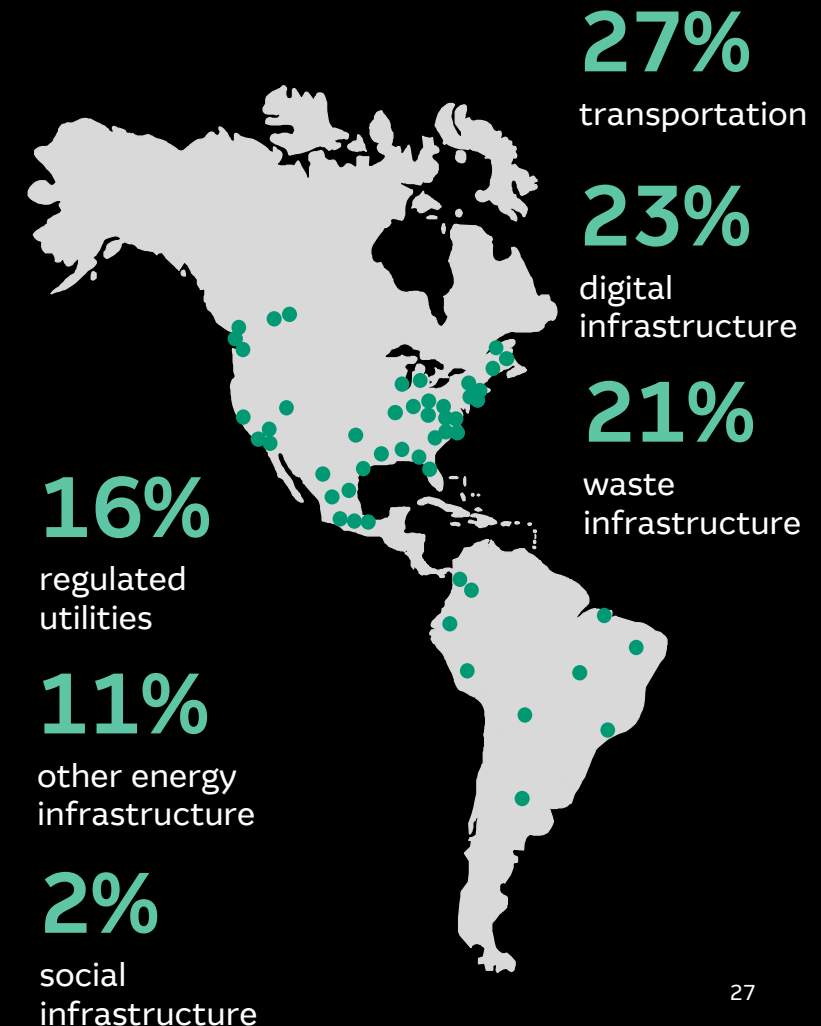 27%
transportation
23%
digital
infrastructure
21%
waste
infrastructure
16%
regulated
utilities
11%
other energy
infrastructure
2%
social
infrastructure
27